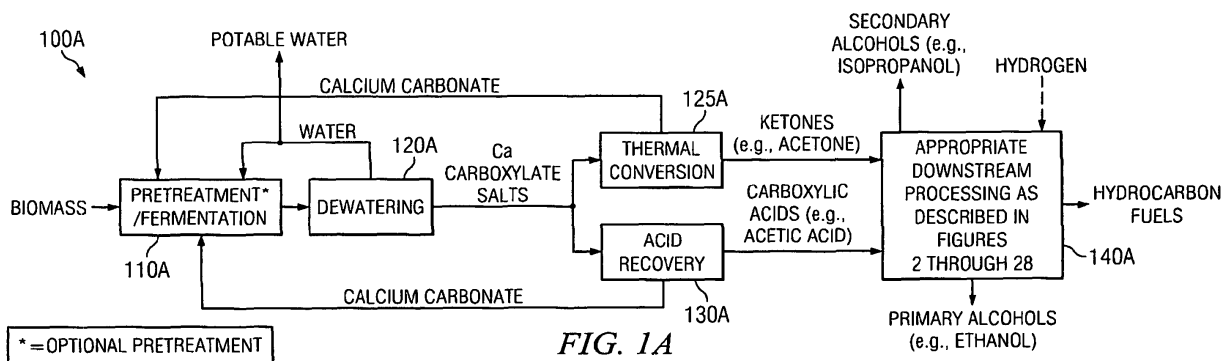 100A
POTABLE WATER
SECONDARY
ALCOHOLS (e.g.,
ISOPROPANOL)
HYDROGEN
CALCIUM CARBONATE
125A
WATER
120A
Ca
CARBOXYLATE
SALTS
THERMAL
CONVERSION
KETONES
(e.g., ACETONE)
APPROPRIATE
DOWNSTREAM
PROCESSING AS
DESCRIBED IN
FIGURES
2 THROUGH 28
BIOMASS
PRETREATMENT*
/FERMENTATION
DEWATERING
CARBOXYLIC
ACIDS (e.g.,
ACETIC ACID)
HYDROCARBON
FUELS
110A
ACID
RECOVERY
140A
CALCIUM CARBONATE
130A
PRIMARY ALCOHOLS
(e.g., ETHANOL)
*=OPTIONAL PRETREATMENT
FIG. 1A